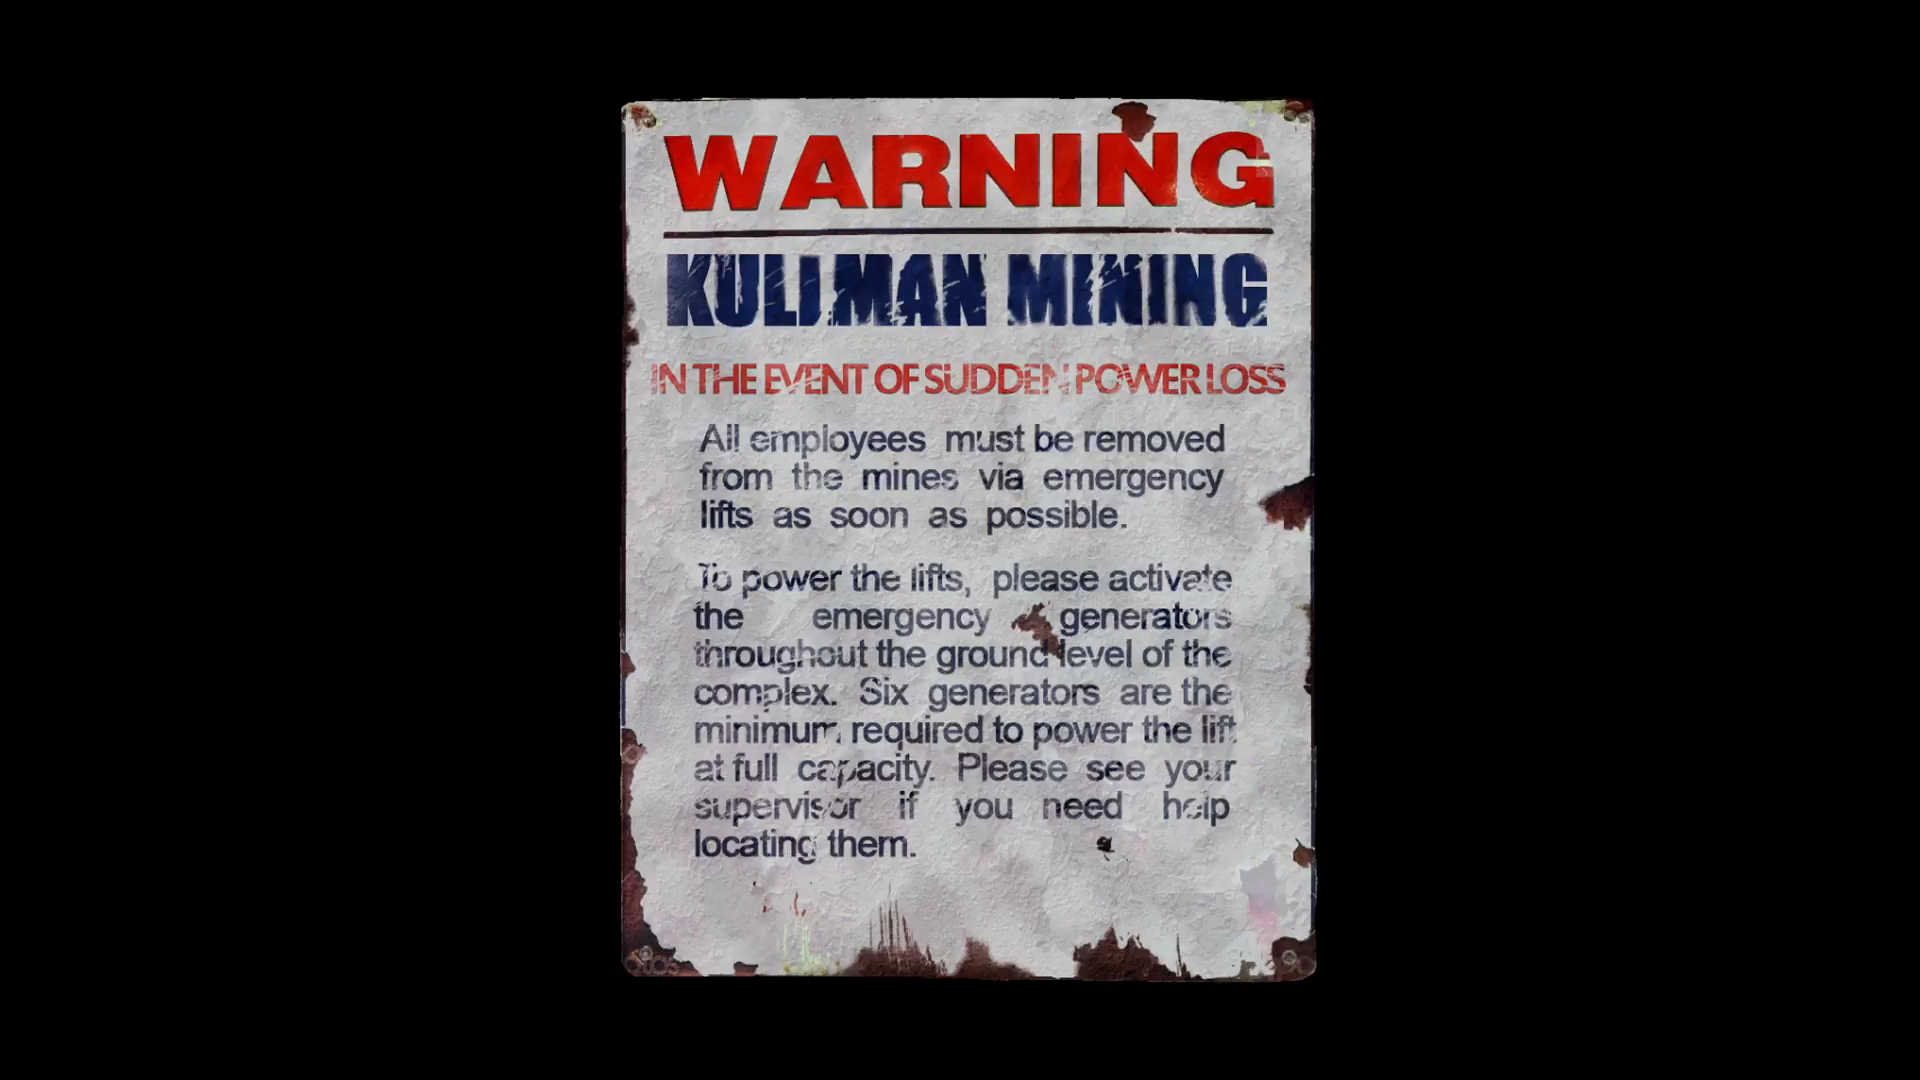 WARNING
KULLMAN MINING
IN THE EVENT OF SUDDEN POWER LOSS
All employees must be removed
from the mines via emergency
lifts as soon as possible.
To power the lifts, please activate
the emergency generators
throughout the ground level of the
complex. Six generators are the
minimum required to power the lift
at full capacity. Please see your
supervisor if you need help
locating them.